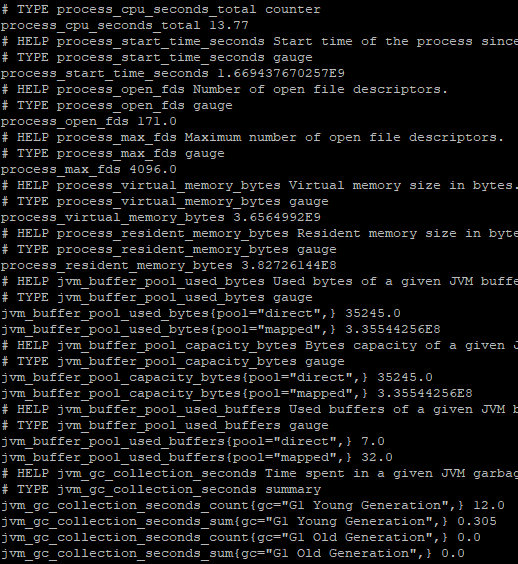 # TYPE process_cpu_seconds_total counter
process_cpu_seconds_total 13.77
# HELP process_start_time_seconds Start time of the process since
# TYPE process_start_time_seconds gauge
process_start_time_seconds 1.669437670257E9
# HELP process_open_fds Number of open file descriptors.
# TYPE process_open_fds gauge
process_open_fds 171.0
# HELP process_max_fds Maximum number of open file descriptors.
# TYPE process_max_fds gauge
process_max_fds 4096.0
# HELP process_virtual_memory_bytes Virtual memory size in bytes.
# TYPE process_virtual_memory_bytes gauge
process_virtual_memory_bytes 3.6564992E9
# HELP process_resident_memory_bytes Resident memory size in byte
# TYPE process_resident_memory_bytes gauge
process_resident_memory_bytes 3.82726144E8
# HELP jvm_buffer_pool_used_bytes Used bytes of a given JVM buffe
# TYPE jvm_buffer_pool_used_bytes gauge
jvm_buffer_pool_used_bytes{pool="direct",} 35245.0
jvm_buffer_pool_used_bytes{pool="mapped",} 3.35544256E8
# HELP jvm_buffer_pool_capacity_bytes Bytes capacity of a given J
# TYPE jvm_buffer_pool_capacity_bytes gauge
jvm_buffer_pool_capacity_bytes{pool="direct",} 35245.0
jvm_buffer_pool_capacity_bytes{pool="mapped",} 3.35544256E8
# HELP jvm_buffer_pool_used_buffers Used buffers of a given JVM b
# TYPE jvm_buffer_pool_used_buffers gauge
jvm_buffer_pool_used_buffers{pool="direct",} 7.0
jvm_buffer_pool_used_buffers{pool="mapped",} 32.0
# HELP jvm_gc_collection_seconds Time spent in a given JVM garbag
# TYPE jvm_gc_collection_seconds summary
jvm_gc_collection_seconds_count{gc="G1 Young Generation",} 12.0
jvm_gc_collection_seconds_sum{gc="G1 Young Generation",} 0.305
jvm_gc_collection_seconds_count{gc="G1 Old Generation",} 0.0
jvm_gc_collection_seconds_sum{gc="G1 Old Generation",} 0.0